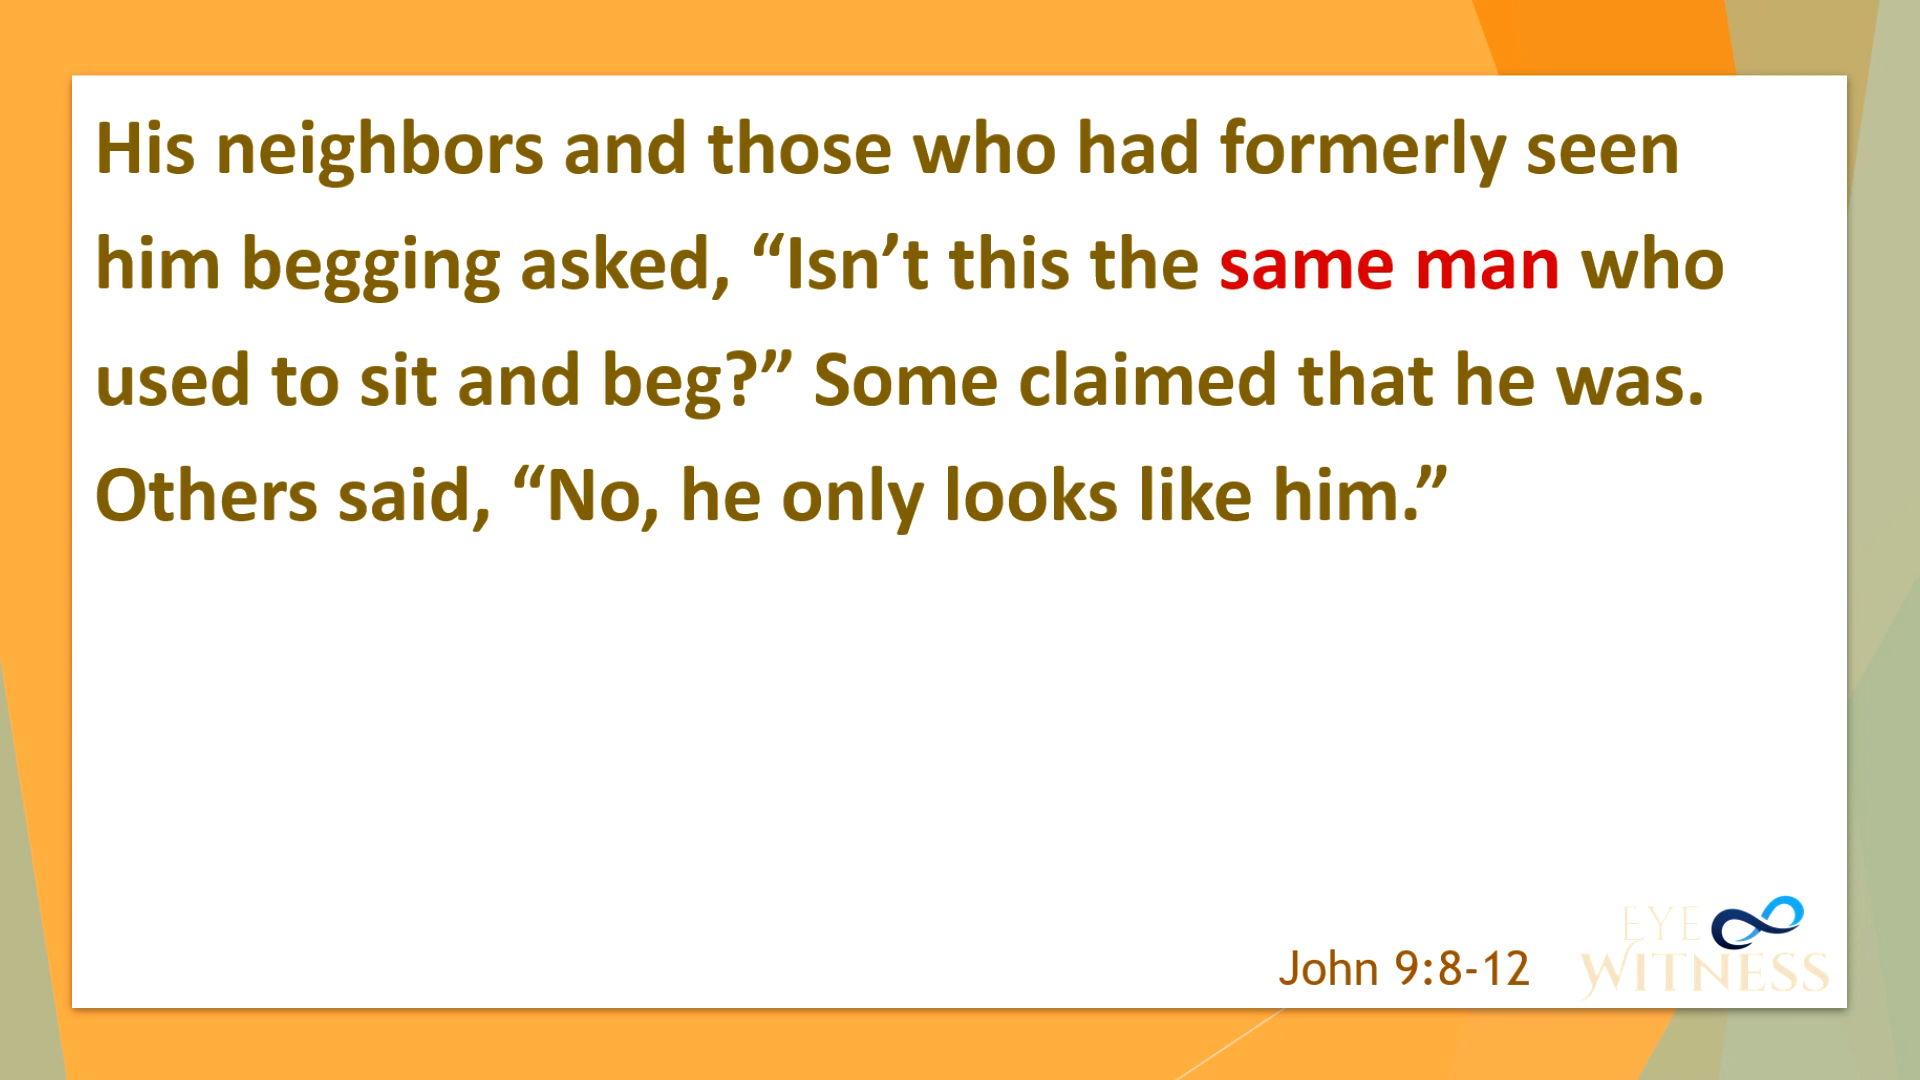 His neighbors and those who had formerly seen
him begging asked, “Isn’t this the same man who
used to sit and beg?” Some claimed that he was.
Others said, “No, he only looks like him.”
John 9:8-12
EYE
WITNESS